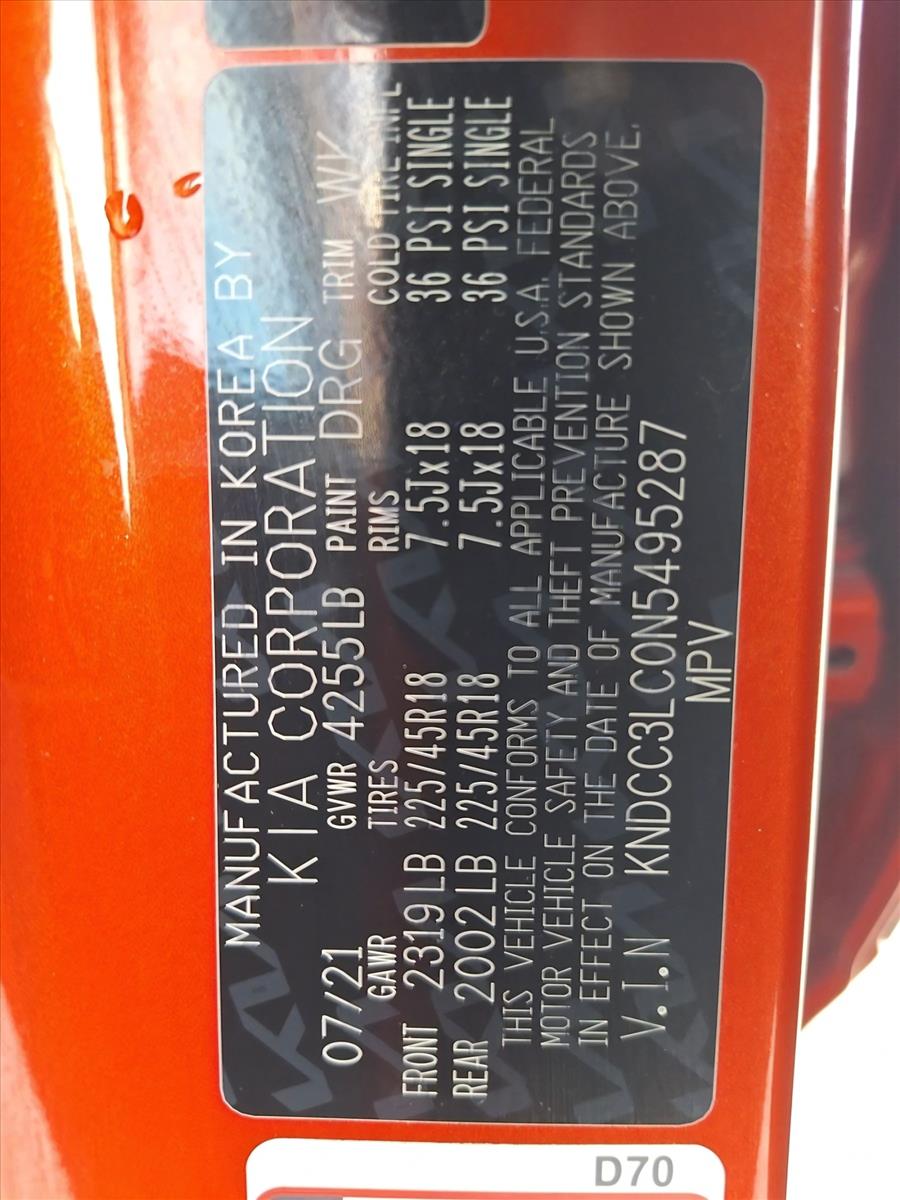 MANUFACTURED IN KOREA BY
KIA CORPORATION
07/21 GVWR 4255LB PAINT DRG TRIM WK
GAWR TIRES RIMS COLD TIRE INFL
FRONT 2319LB 225/45R18 7.5Jx18 36 PSI SINGLE
REAR 2002LB 225/45R18 7.5Jx18 36 PSI SINGLE
THIS VEHICLE CONFORMS TO ALL APPLICABLE U.S.A. FEDERAL
MOTOR VEHICLE SAFETY AND THEFT PREVENTION STANDARDS
IN EFFECT ON THE DATE OF MANUFACTURE SHOWN ABOVE.
V.I.N KNDCC3LC0N5495287
MPV
D70